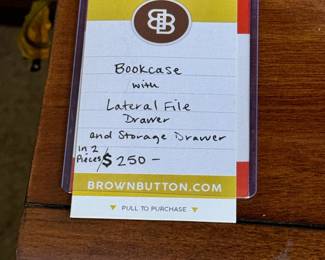 BB
Bookcase
with
Lateral File
Drawer
and Storage Drawer
in 2
Pieces $250-
BROWNBUTTON.COM
PULL TO PURCHASE